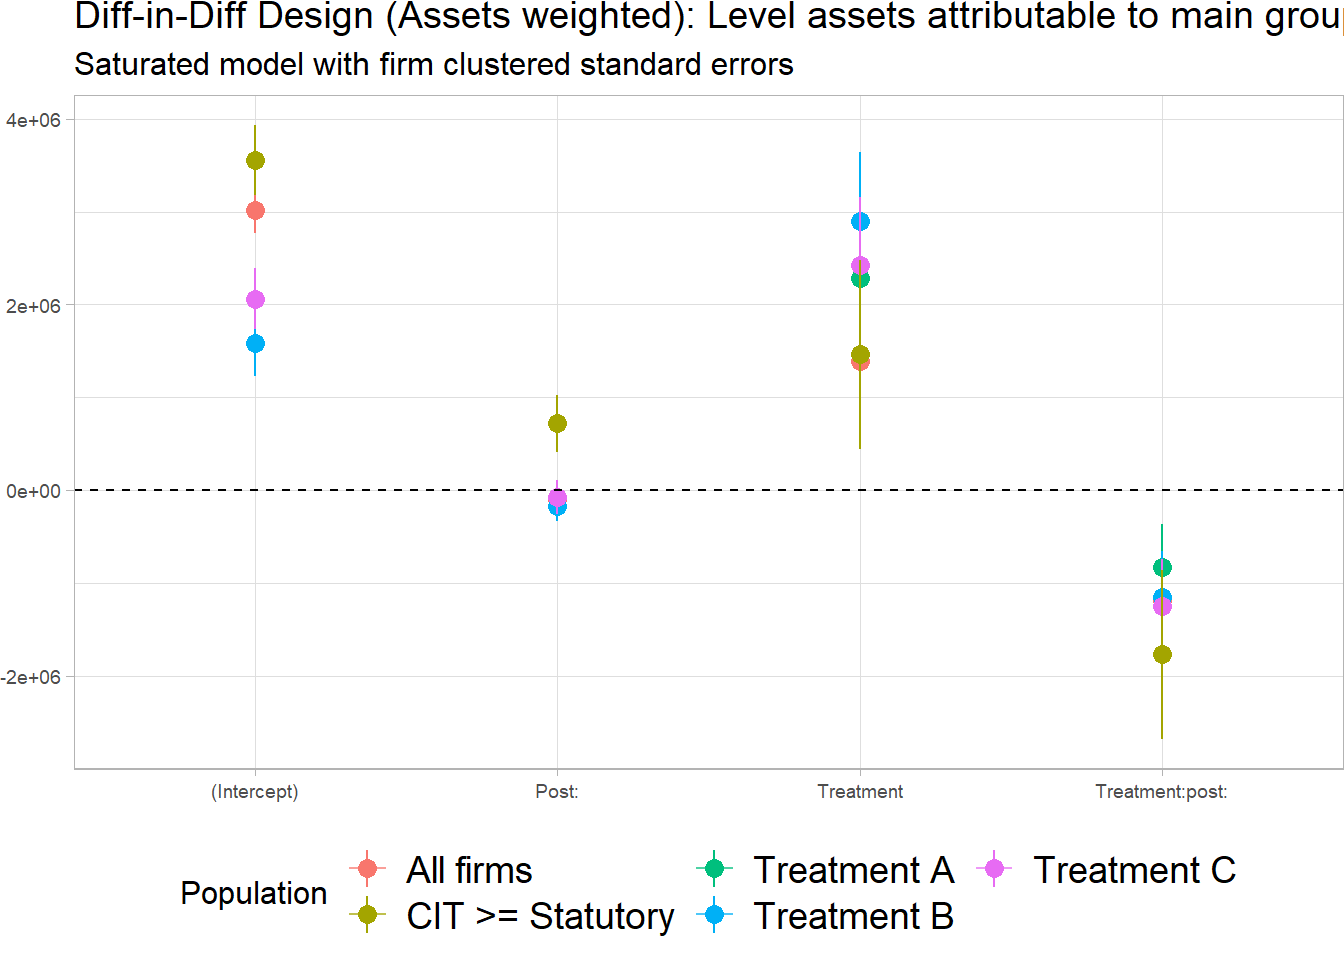 Diff-in-Diff Design (Assets weighted): Level assets attributable to main grou
Saturated model with firm clustered standard errors
4e+06
2e+06
0e+00
-2e+06
(Intercept) Post: Treatment Treatment:post:
Population
All firms Treatment A Treatment C
CIT >= Statutory Treatment B